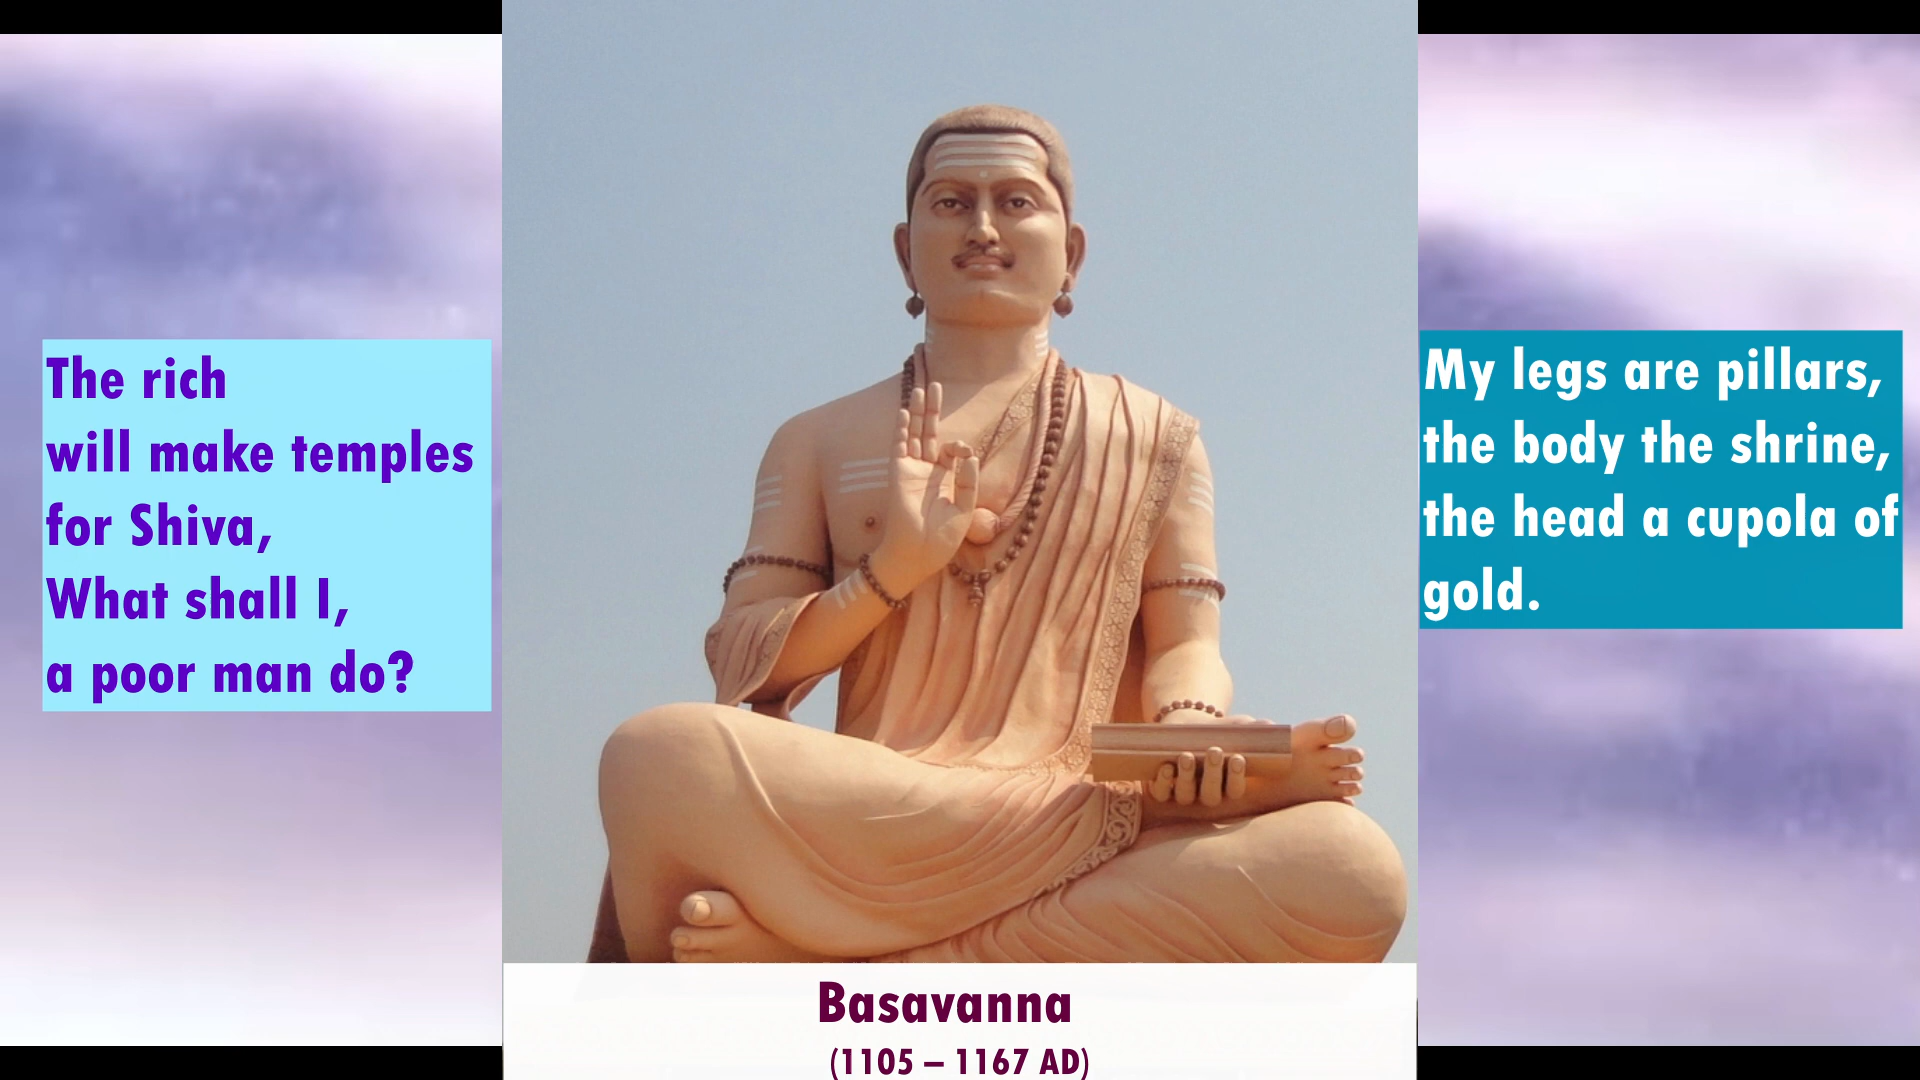 The rich
will make temples
for Shiva,
What shall I,
a poor man do?
My legs are pillars,
the body the shrine,
the head a cupola of
gold.
Basavanna
(1105 – 1167 AD)